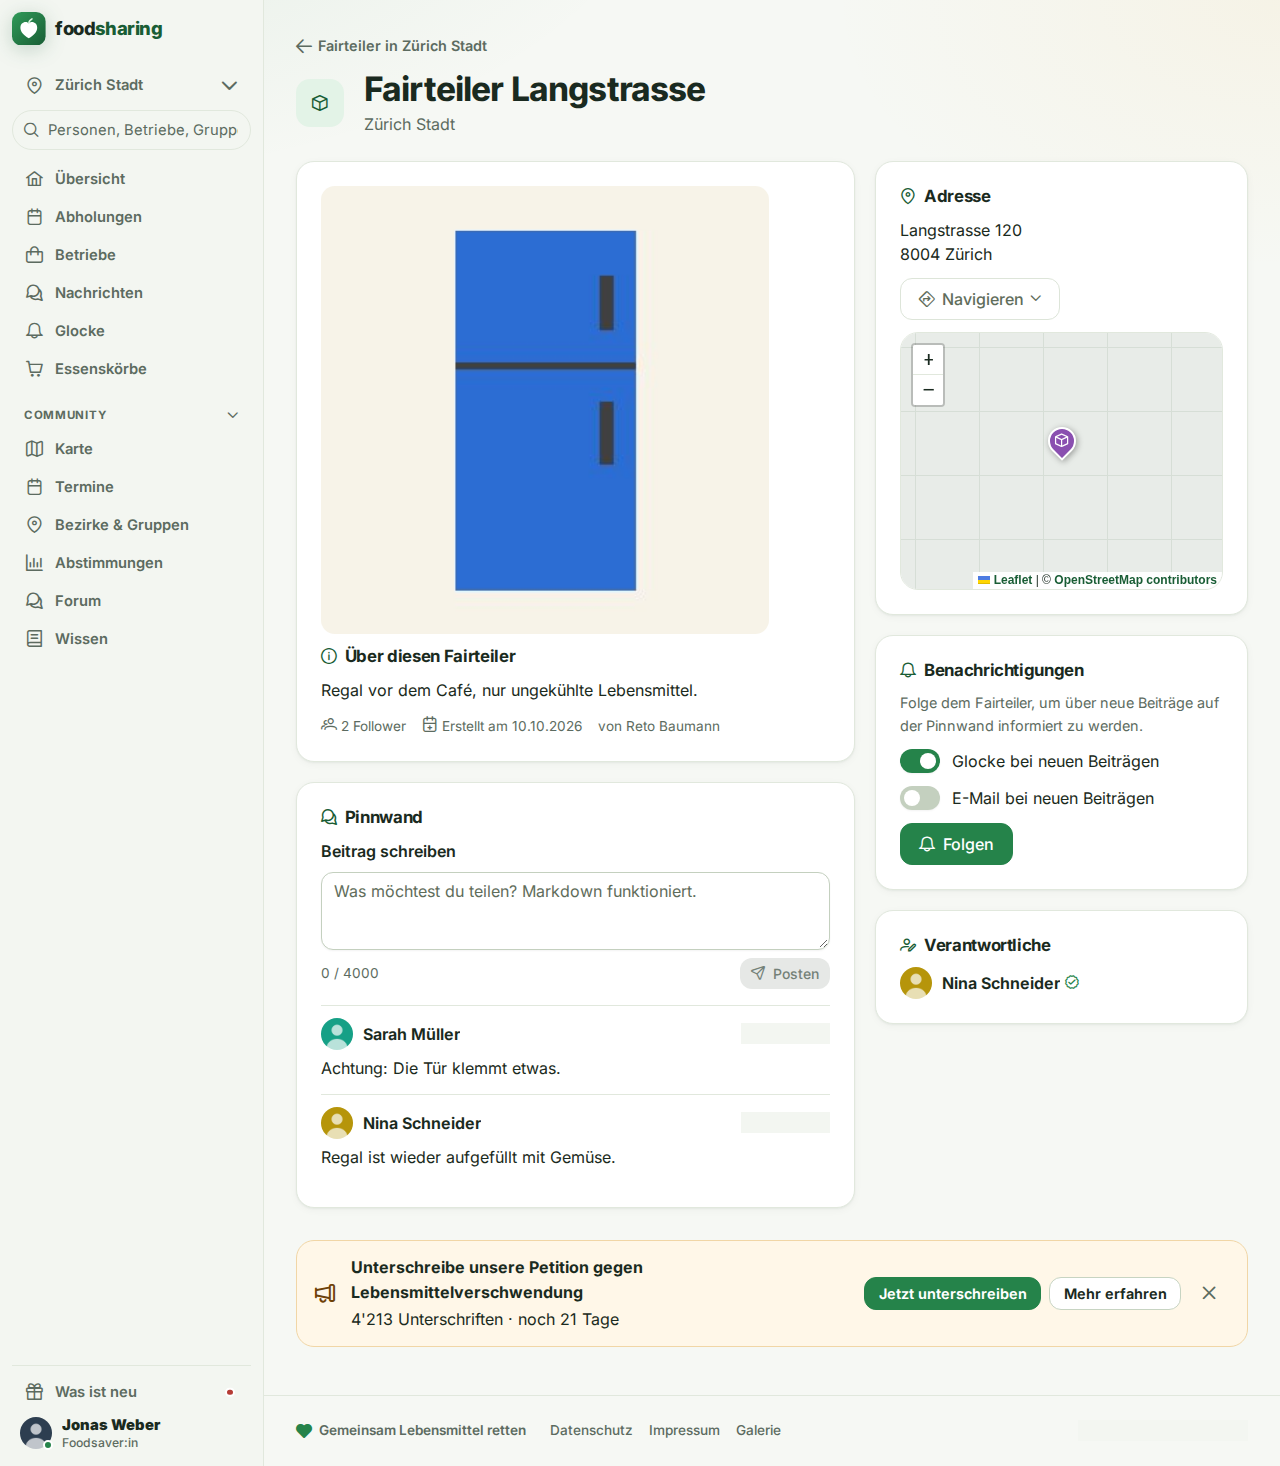 foodsharing
Zürich Stadt
Personen, Betriebe, Grupp
Übersicht
Abholungen
Betriebe
Nachrichten
Glocke
Essenskörbe
COMMUNITY
Karte
Termine
Bezirke & Gruppen
Abstimmungen
Forum
Wissen
Was ist neu
Jonas Weber
Foodsaver:in
Fairteiler in Zürich Stadt
Fairteiler Langstrasse
Zürich Stadt
Über diesen Fairteiler
Regal vor dem Café, nur ungekühlte Lebensmittel.
2 Follower Erstellt am 10.10.2026 von Reto Baumann
Pinnwand
Beitrag schreiben
Was möchtest du teilen? Markdown funktioniert.
0 / 4000 Posten
Sarah Müller
Achtung: Die Tür klemmt etwas.
Nina Schneider
Regal ist wieder aufgefüllt mit Gemüse.
Adresse
Langstrasse 120
8004 Zürich
Navigieren
+
−
Leaflet | © OpenStreetMap contributors
Benachrichtigungen
Folge dem Fairteiler, um über neue Beiträge auf
der Pinnwand informiert zu werden.
Glocke bei neuen Beiträgen
E-Mail bei neuen Beiträgen
Folgen
Verantwortliche
Nina Schneider
Unterschreibe unsere Petition gegen
Lebensmittelverschwendung
4'213 Unterschriften · noch 21 Tage
Jetzt unterschreiben Mehr erfahren
Gemeinsam Lebensmittel retten Datenschutz Impressum Galerie